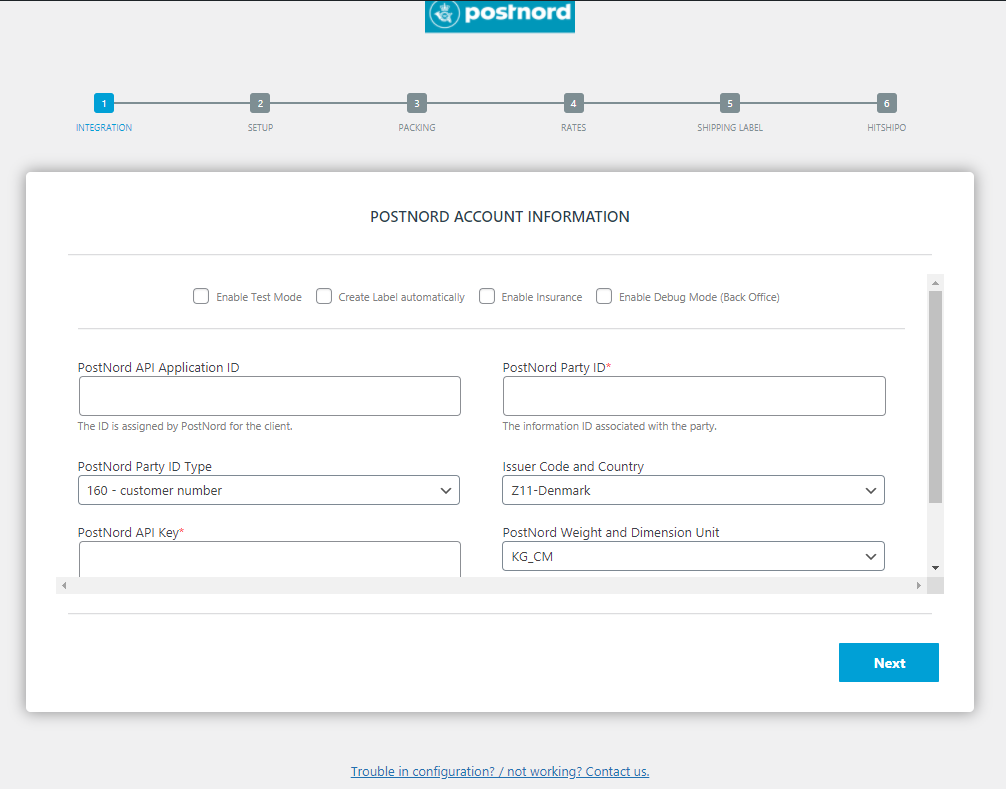 postnord
1 2 3 4 5 6
INTEGRATION SETUP PACKING RATES SHIPPING LABEL HITSHIPO
POSTNORD ACCOUNT INFORMATION
Enable Test Mode Create Label automatically Enable Insurance Enable Debug Mode (Back Office)
PostNord API Application ID PostNord Party ID*
The ID is assigned by PostNord for the client. The information ID associated with the party.
PostNord Party ID Type Issuer Code and Country
160 - customer number Z11-Denmark
PostNord API Key* PostNord Weight and Dimension Unit
KG_CM
Next
Trouble in configuration? / not working? Contact us.